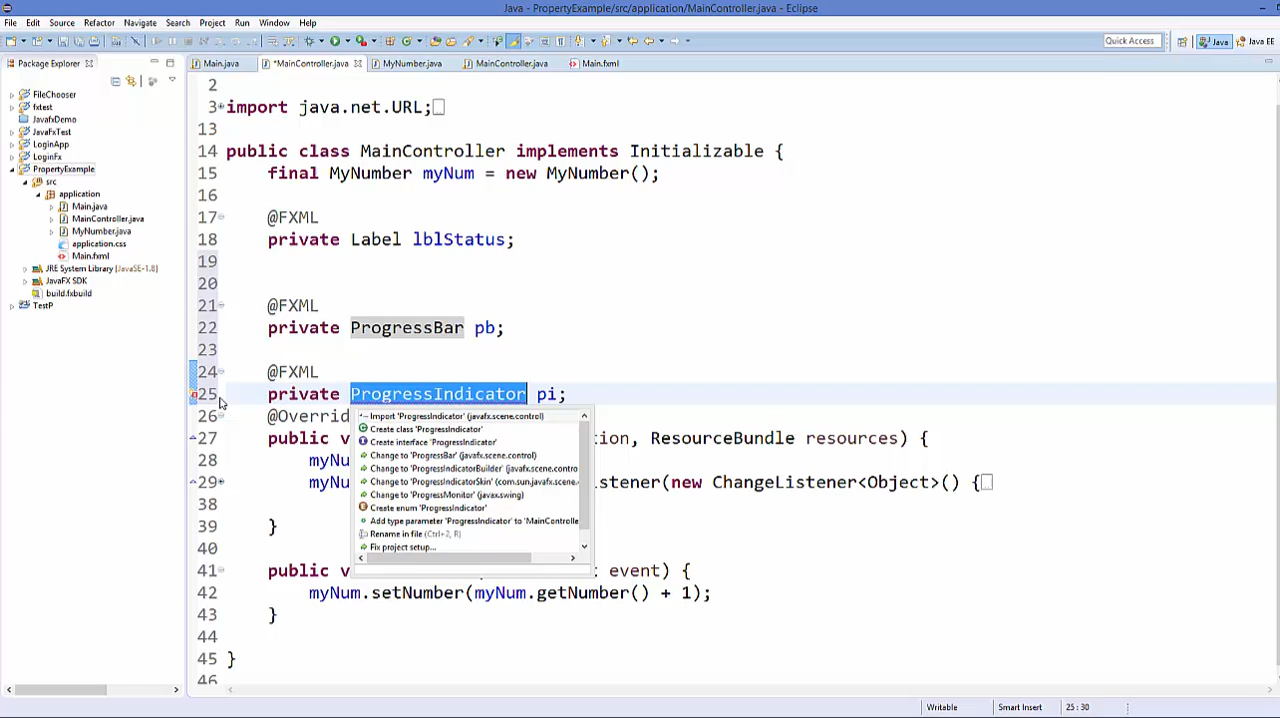 Java - PropertyExample/src/application/MainController.java - Eclipse
File Edit Source Refactor Navigate Search Project Run Window Help
Quick Access Java Java EE
Package Explorer
Main.java *MainController.java MyNumber.java MainController.java Main.fxml
FileChooser
fxtest
JavafxDemo
JavaFxTest
LoginApp
LoginFx
PropertyExample
src
application
Main.java
MainController.java
MyNumber.java
application.css
Main.fxml
JRE System Library [JavaSE-1.8]
JavaFX SDK
build.fxbuild
TestP
2
3 import java.net.URL;
13
14 public class MainController implements Initializable {
15 final MyNumber myNum = new MyNumber();
16
17 @FXML
18 private Label lblStatus;
19
20
21 @FXML
22 private ProgressBar pb;
23
24 @FXML
25 private ProgressIndicator pi;
26 @Overrid
27 public v tion, ResourceBundle resources) {
28 myNu
29 myNu istener(new ChangeListener<Object>() {
38
39 }
40
41 public v t event) {
42 myNum.setNumber(myNum.getNumber() + 1);
43 }
44
45 }
46
Import 'ProgressIndicator' (javafx.scene.control)
Create class 'ProgressIndicator'
Create interface 'ProgressIndicator'
Change to 'ProgressBar' (javafx.scene.control)
Change to 'ProgressIndicatorBuilder' (javafx.scene.contro
Change to 'ProgressIndicatorSkin' (com.sun.javafx.scene.
Change to 'ProgressMonitor' (javax.swing)
Create enum 'ProgressIndicator'
Add type parameter 'ProgressIndicator' to 'MainControlle
Rename in file (Ctrl+2, R)
Fix project setup...
Writable Smart Insert 25 : 30